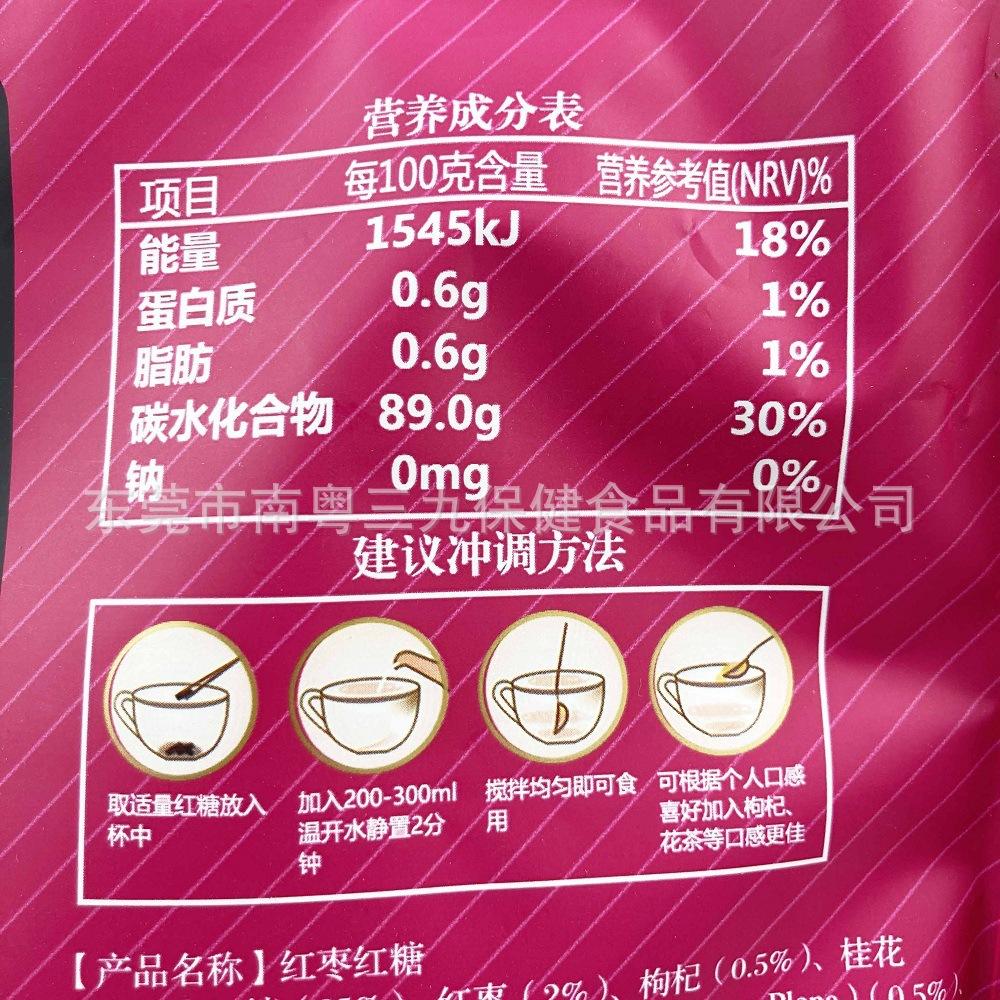 营养成分表
项目 每100克含量 营养参考值(NRV)%
能量 1545kJ 18%
蛋白质 0.6g 1%
脂肪 0.6g 1%
碳水化合物 89.0g 30%
钠 0mg 0%
东莞市南粤三九保健食品有限公司
建议冲调方法
取适量红糖放入
杯中
加入200-300ml
温开水静置2分
钟
搅拌均匀即可食
用
可根据个人口感
喜好加入枸杞、
花茶等口感更佳
【产品名称】红枣红糖
红枣(2%)、枸杞(0.5%)、桂花
(0.5%)